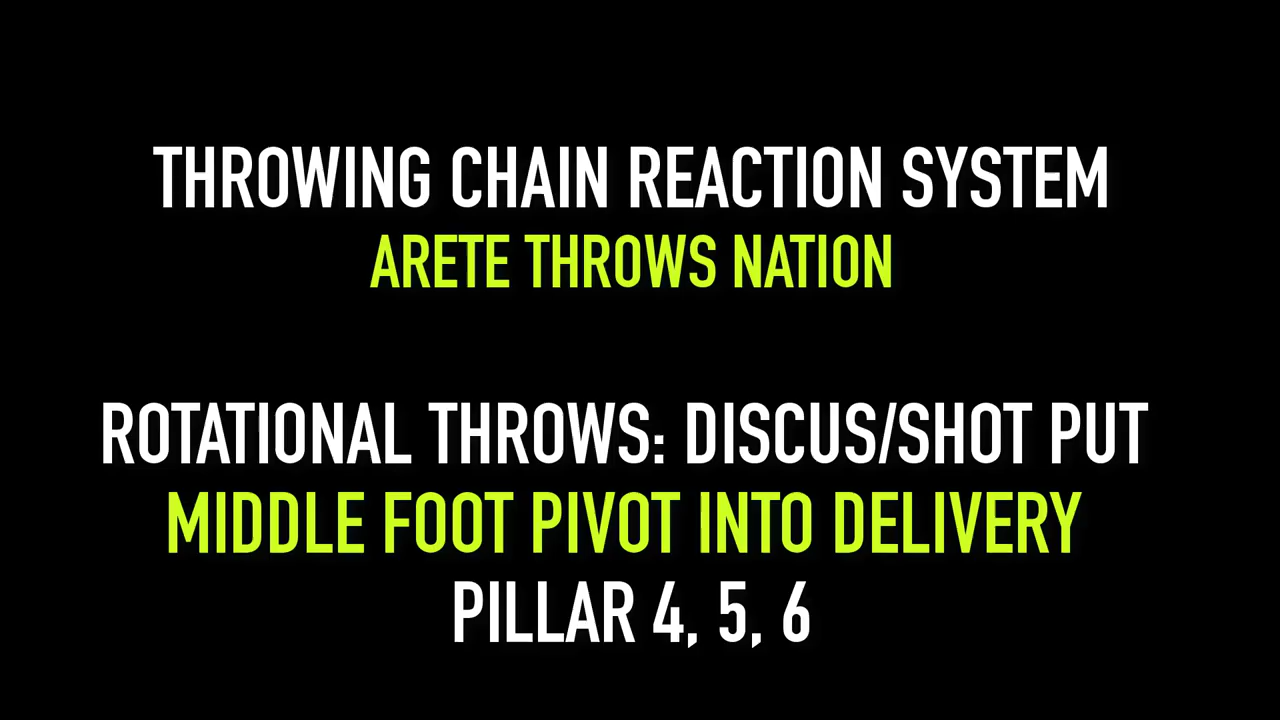 THROWING CHAIN REACTION SYSTEM
ARETE THROWS NATION
ROTATIONAL THROWS: DISCUS/SHOT PUT
MIDDLE FOOT PIVOT INTO DELIVERY
PILLAR 4, 5, 6